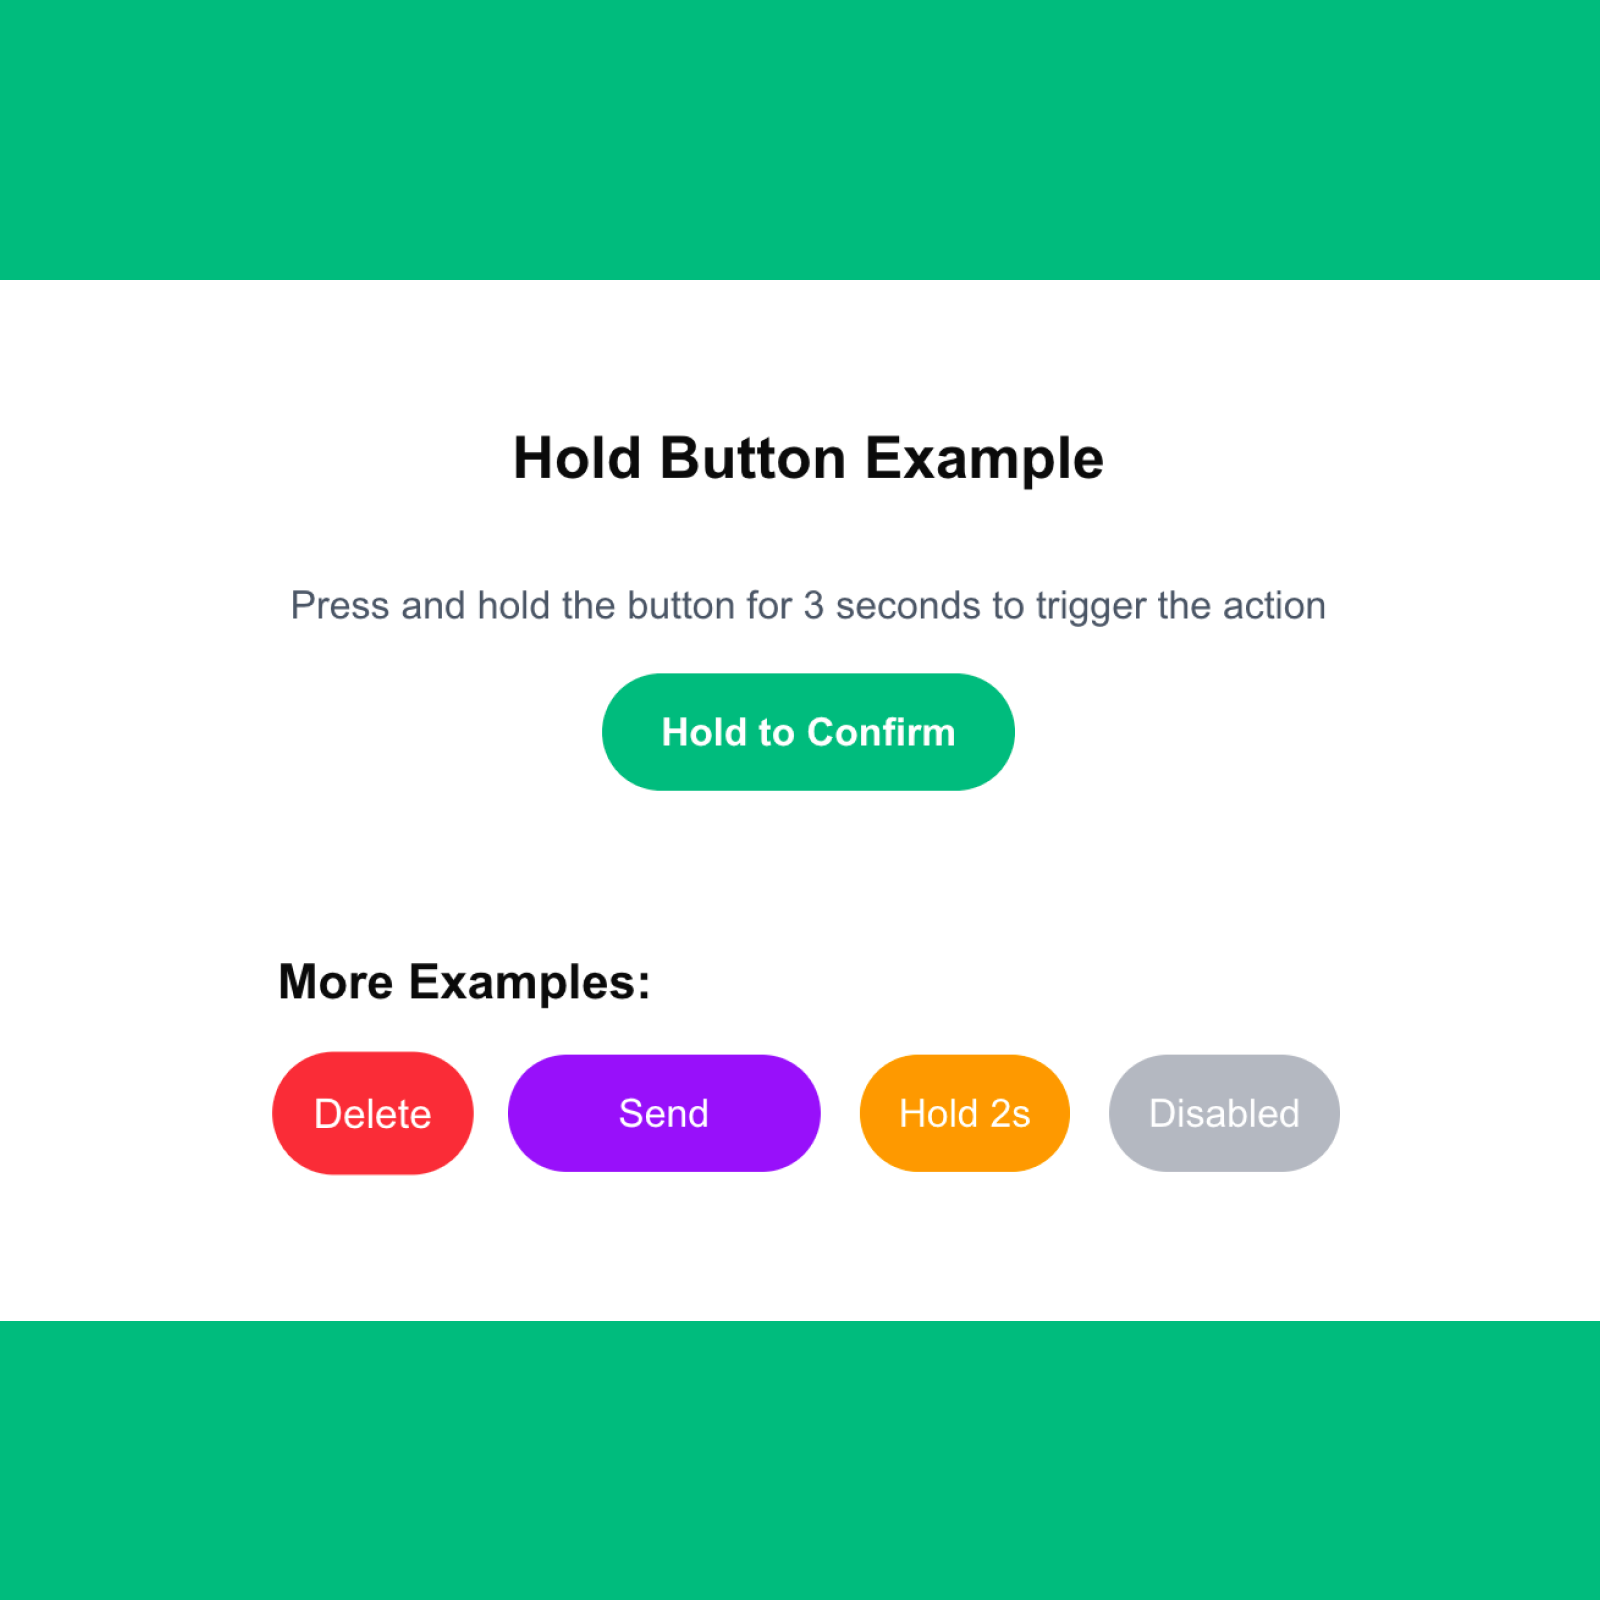 Hold Button Example
Press and hold the button for 3 seconds to trigger the action
Hold to Confirm
More Examples:
Delete
Send
Hold 2s
Disabled